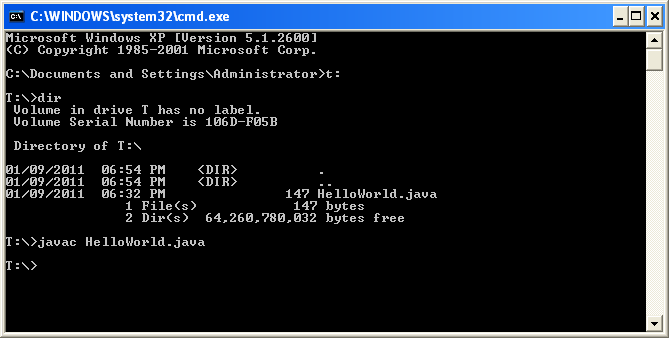 C:\WINDOWS\system32\cmd.exe
Microsoft Windows XP [Version 5.1.2600]
(C) Copyright 1985-2001 Microsoft Corp.
C:\Documents and Settings\Administrator>t:
T:\>dir
 Volume in drive T has no label.
 Volume Serial Number is 106D-F05B
 Directory of T:\
01/09/2011  06:54 PM    <DIR>          .
01/09/2011  06:54 PM    <DIR>          ..
01/09/2011  06:32 PM               147 HelloWorld.java
               1 File(s)            147 bytes
               2 Dir(s)  64,260,780,032 bytes free
T:\>javac HelloWorld.java
T:\>